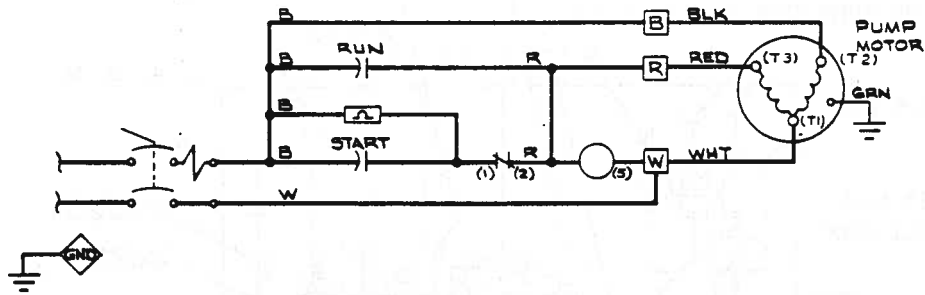 B
B BLK
PUMP
MOTOR
B RUN R
R RED
(T3) (T2)
GRN
B
(T1)
START
B (1) (2) R (5) W WHT
W
GND